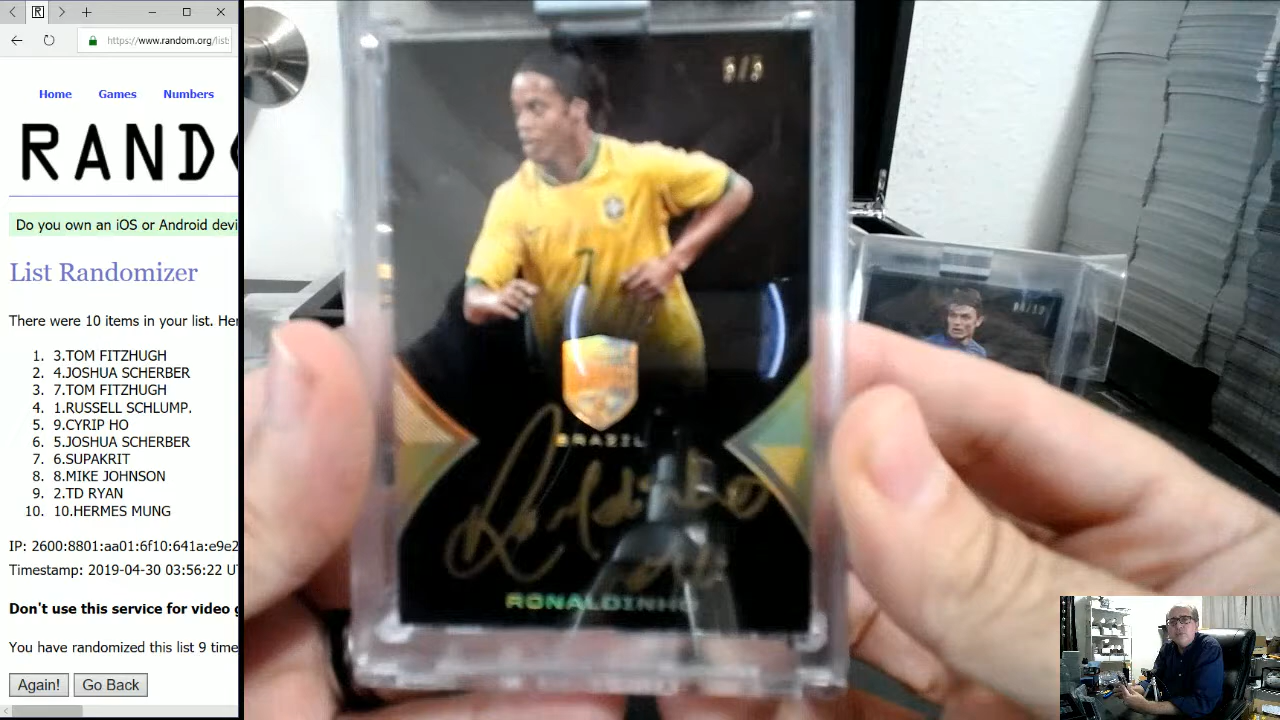 https://www.random.org/list
Home Games Numbers
RAND
Do you own an iOS or Android devi
List Randomizer
There were 10 items in your list. Her
1. 3.TOM FITZHUGH
2. 4.JOSHUA SCHERBER
3. 7.TOM FITZHUGH
4. 1.RUSSELL SCHLUMP.
5. 9.CYRIP HO
6. 5.JOSHUA SCHERBER
7. 6.SUPAKRIT
8. 8.MIKE JOHNSON
9. 2.TD RYAN
10. 10.HERMES MUNG
IP: 2600:8801:aa01:6f10:641a:e9e2
Timestamp: 2019-04-30 03:56:22 U
Don't use this service for video g
You have randomized this list 9 time
Again! Go Back
7
BRAZIL
Ronaldinho
RONALDINHO